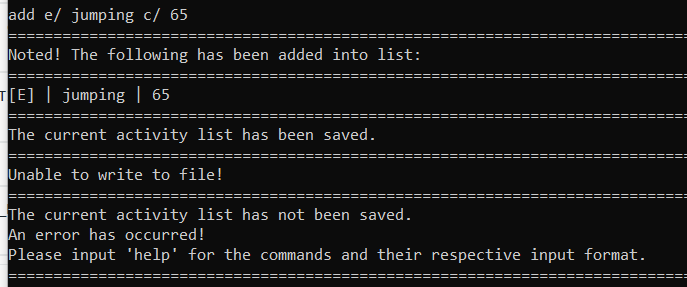 add e/ jumping c/ 65
=====================================================================
Noted! The following has been added into list:
=====================================================================
[E] | jumping | 65
=====================================================================
The current activity list has been saved.
=====================================================================
Unable to write to file!
=====================================================================
The current activity list has not been saved.
An error has occurred!
Please input 'help' for the commands and their respective input format.
=====================================================================